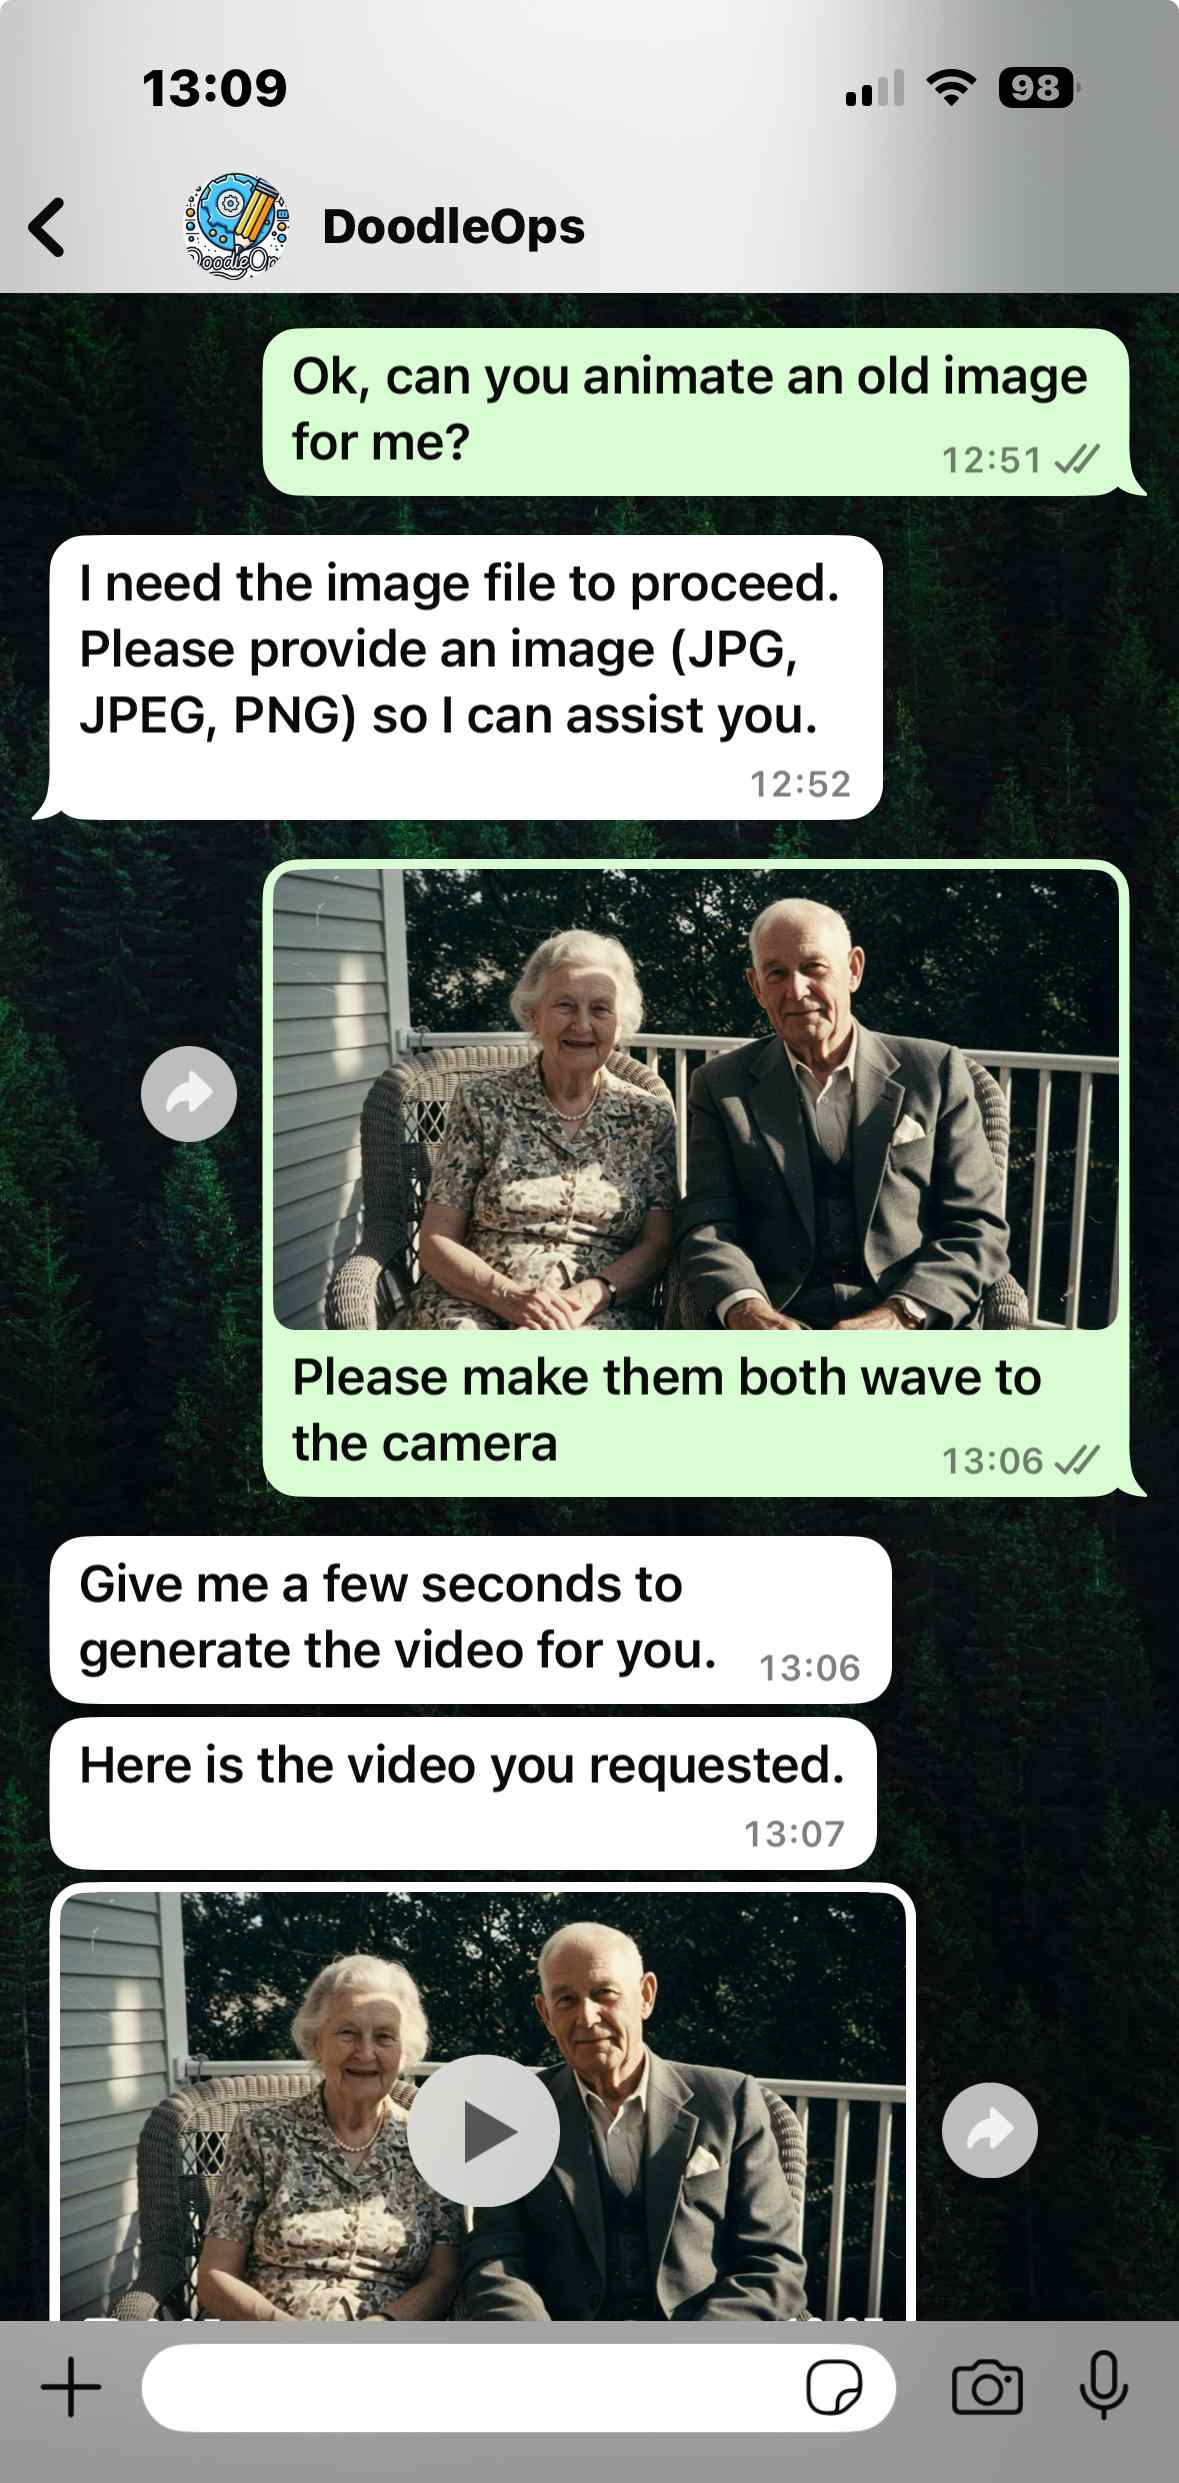 13:09
98
DoodleOps
DoodleOp
Ok, can you animate an old image
for me?
12:51
I need the image file to proceed.
Please provide an image (JPG,
JPEG, PNG) so I can assist you.
12:52
Please make them both wave to
the camera
13:06
Give me a few seconds to
generate the video for you.
13:06
Here is the video you requested.
13:07